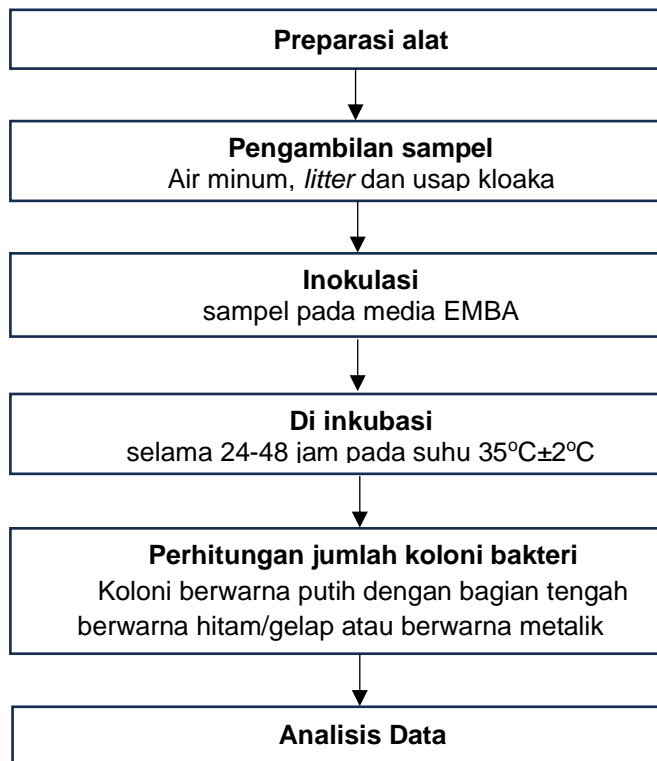 Preparasi alat
Pengambilan sampel
Air minum, litter dan usap kloaka
Inokulasi
sampel pada media EMBA
Di inkubasi
selama 24-48 jam pada suhu 35°C±2°C
Perhitungan jumlah koloni bakteri
Koloni berwarna putih dengan bagian tengah
berwarna hitam/gelap atau berwarna metalik
Analisis Data